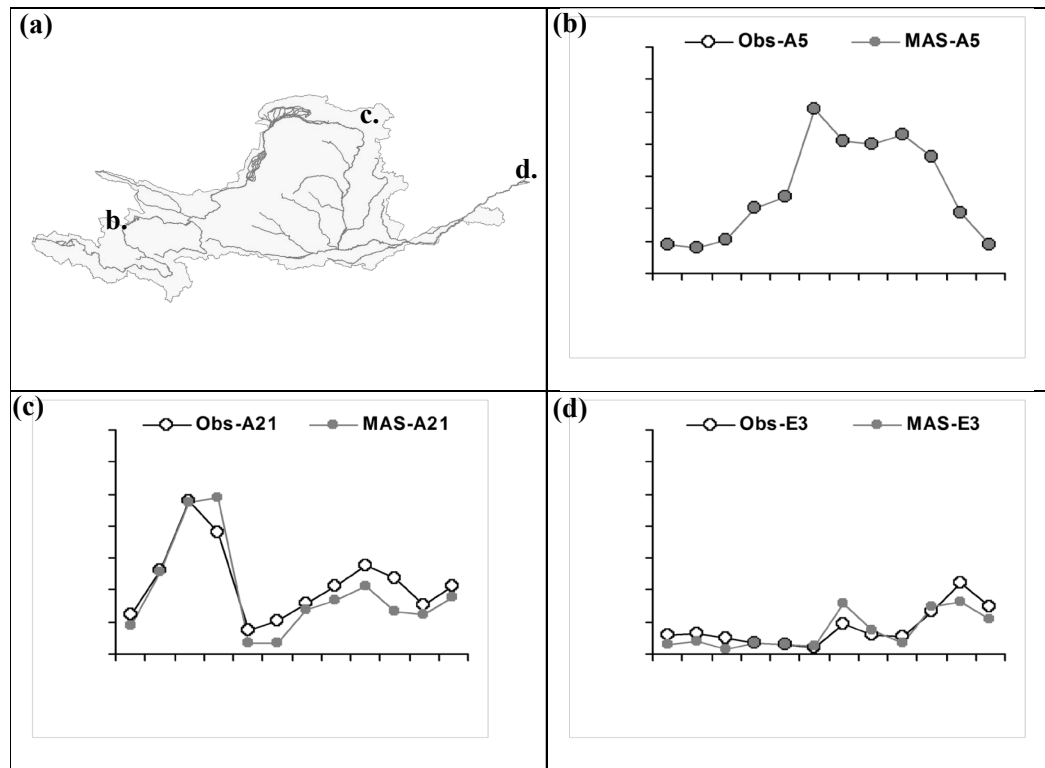 (a)
c.
d.
b.
(b)
Obs-A5 MAS-A5
(c)
Obs-A21 MAS-A21
(d)
Obs-E3 MAS-E3